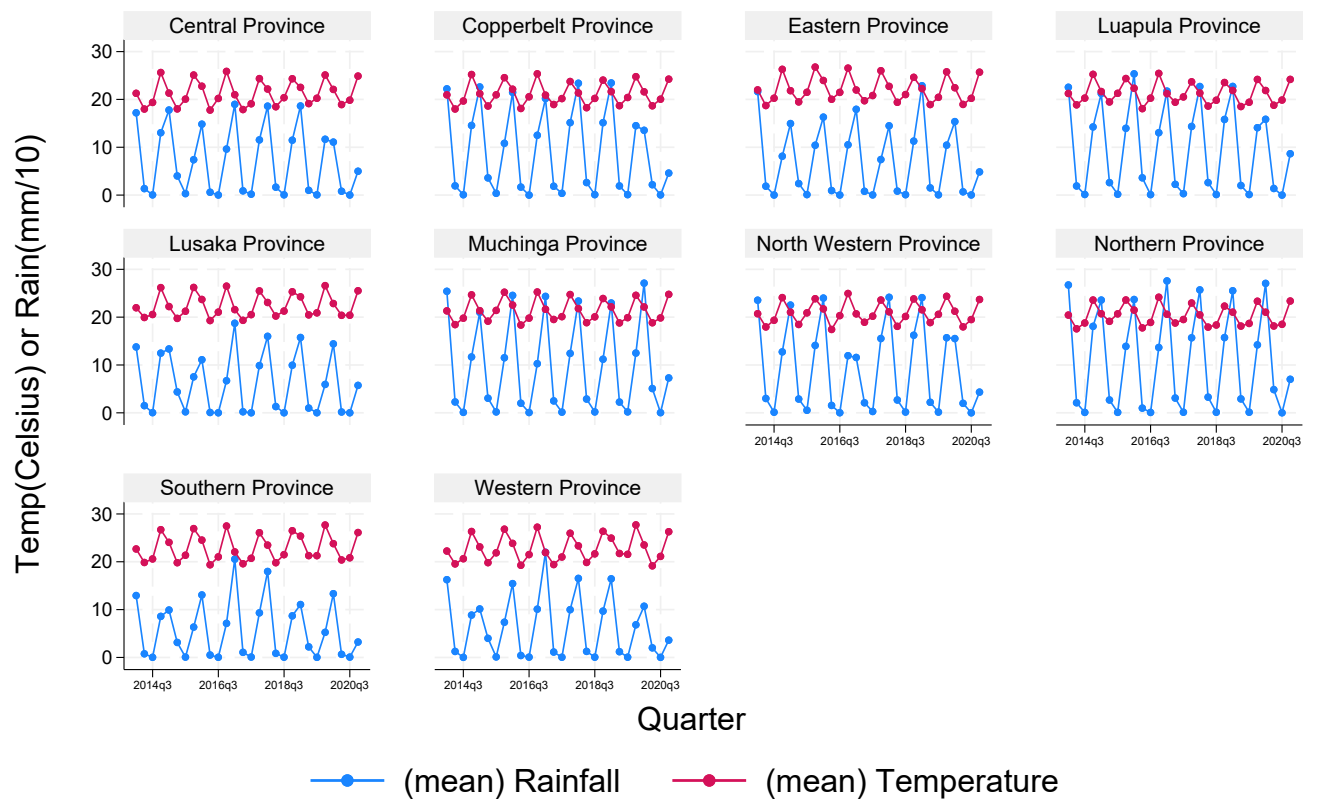 Central Province
Copperbelt Province
Eastern Province
Luapula Province
30
20
10
0
Lusaka Province
Muchinga Province
North Western Province
Northern Province
30
20
10
0
2014q3 2016q3 2018q3 2020q3
2014q3 2016q3 2018q3 2020q3
Southern Province
Western Province
30
20
10
0
2014q3 2016q3 2018q3 2020q3
2014q3 2016q3 2018q3 2020q3
Temp(Celsius) or Rain(mm/10)
Quarter
(mean) Rainfall
(mean) Temperature